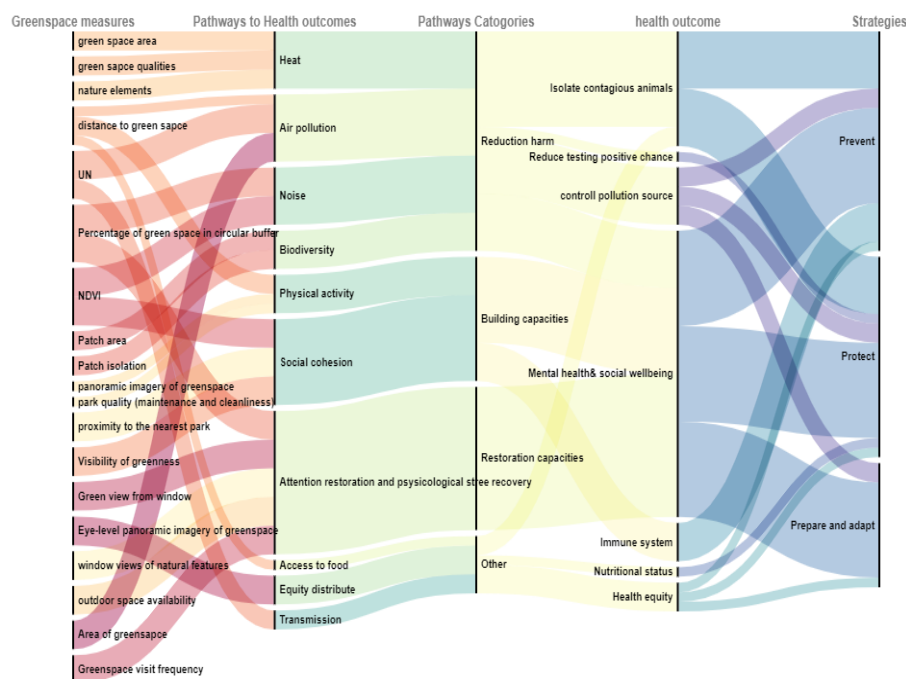 Greenspace measures
Pathways to Health outcomes
Pathways Catogories
health outcome
Strategies
green space area
green sapce qualities
nature elements
distance to green sapce
UN
Percentage of green space in circular buffer
NDVI
Patch area
Patch isolation
panoramic imagery of greenspace
park quality (maintenance and cleanliness)
proximity to the nearest park
Visibility of greenness
Green view from window
Eye-level panoramic imagery of greenspace
window views of natural features
outdoor space availability
Area of greensapce
Greenspace visit frequency
Heat
Air pollution
Noise
Biodiversity
Physical activity
Social cohesion
Attention restoration and psysicological stree recovery
Access to food
Equity distribute
Transmission
Reduction harm
Building capacities
Restoration capacities
Other
Isolate contagious animals
Reduce testing positive chance
controll pollution source
Mental health& social wellbeing
Immune system
Nutritional status
Health equity
Prevent
Protect
Prepare and adapt